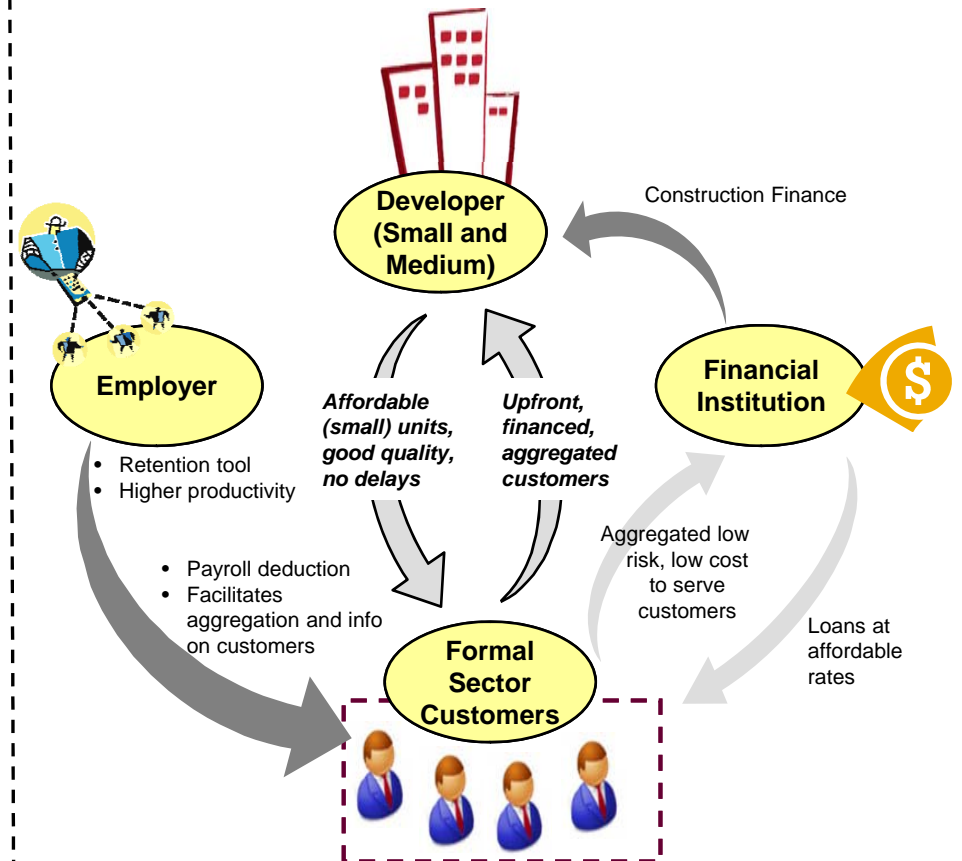 Developer
(Small and
Medium)
Construction Finance
Employer
Financial
Institution
$
Affordable
(small) units,
good quality,
no delays
Upfront,
financed,
aggregated
customers
• Retention tool
• Higher productivity
• Payroll deduction
• Facilitates
aggregation and info
on customers
Aggregated low
risk, low cost
to serve
customers
Loans at
affordable
rates
Formal
Sector
Customers